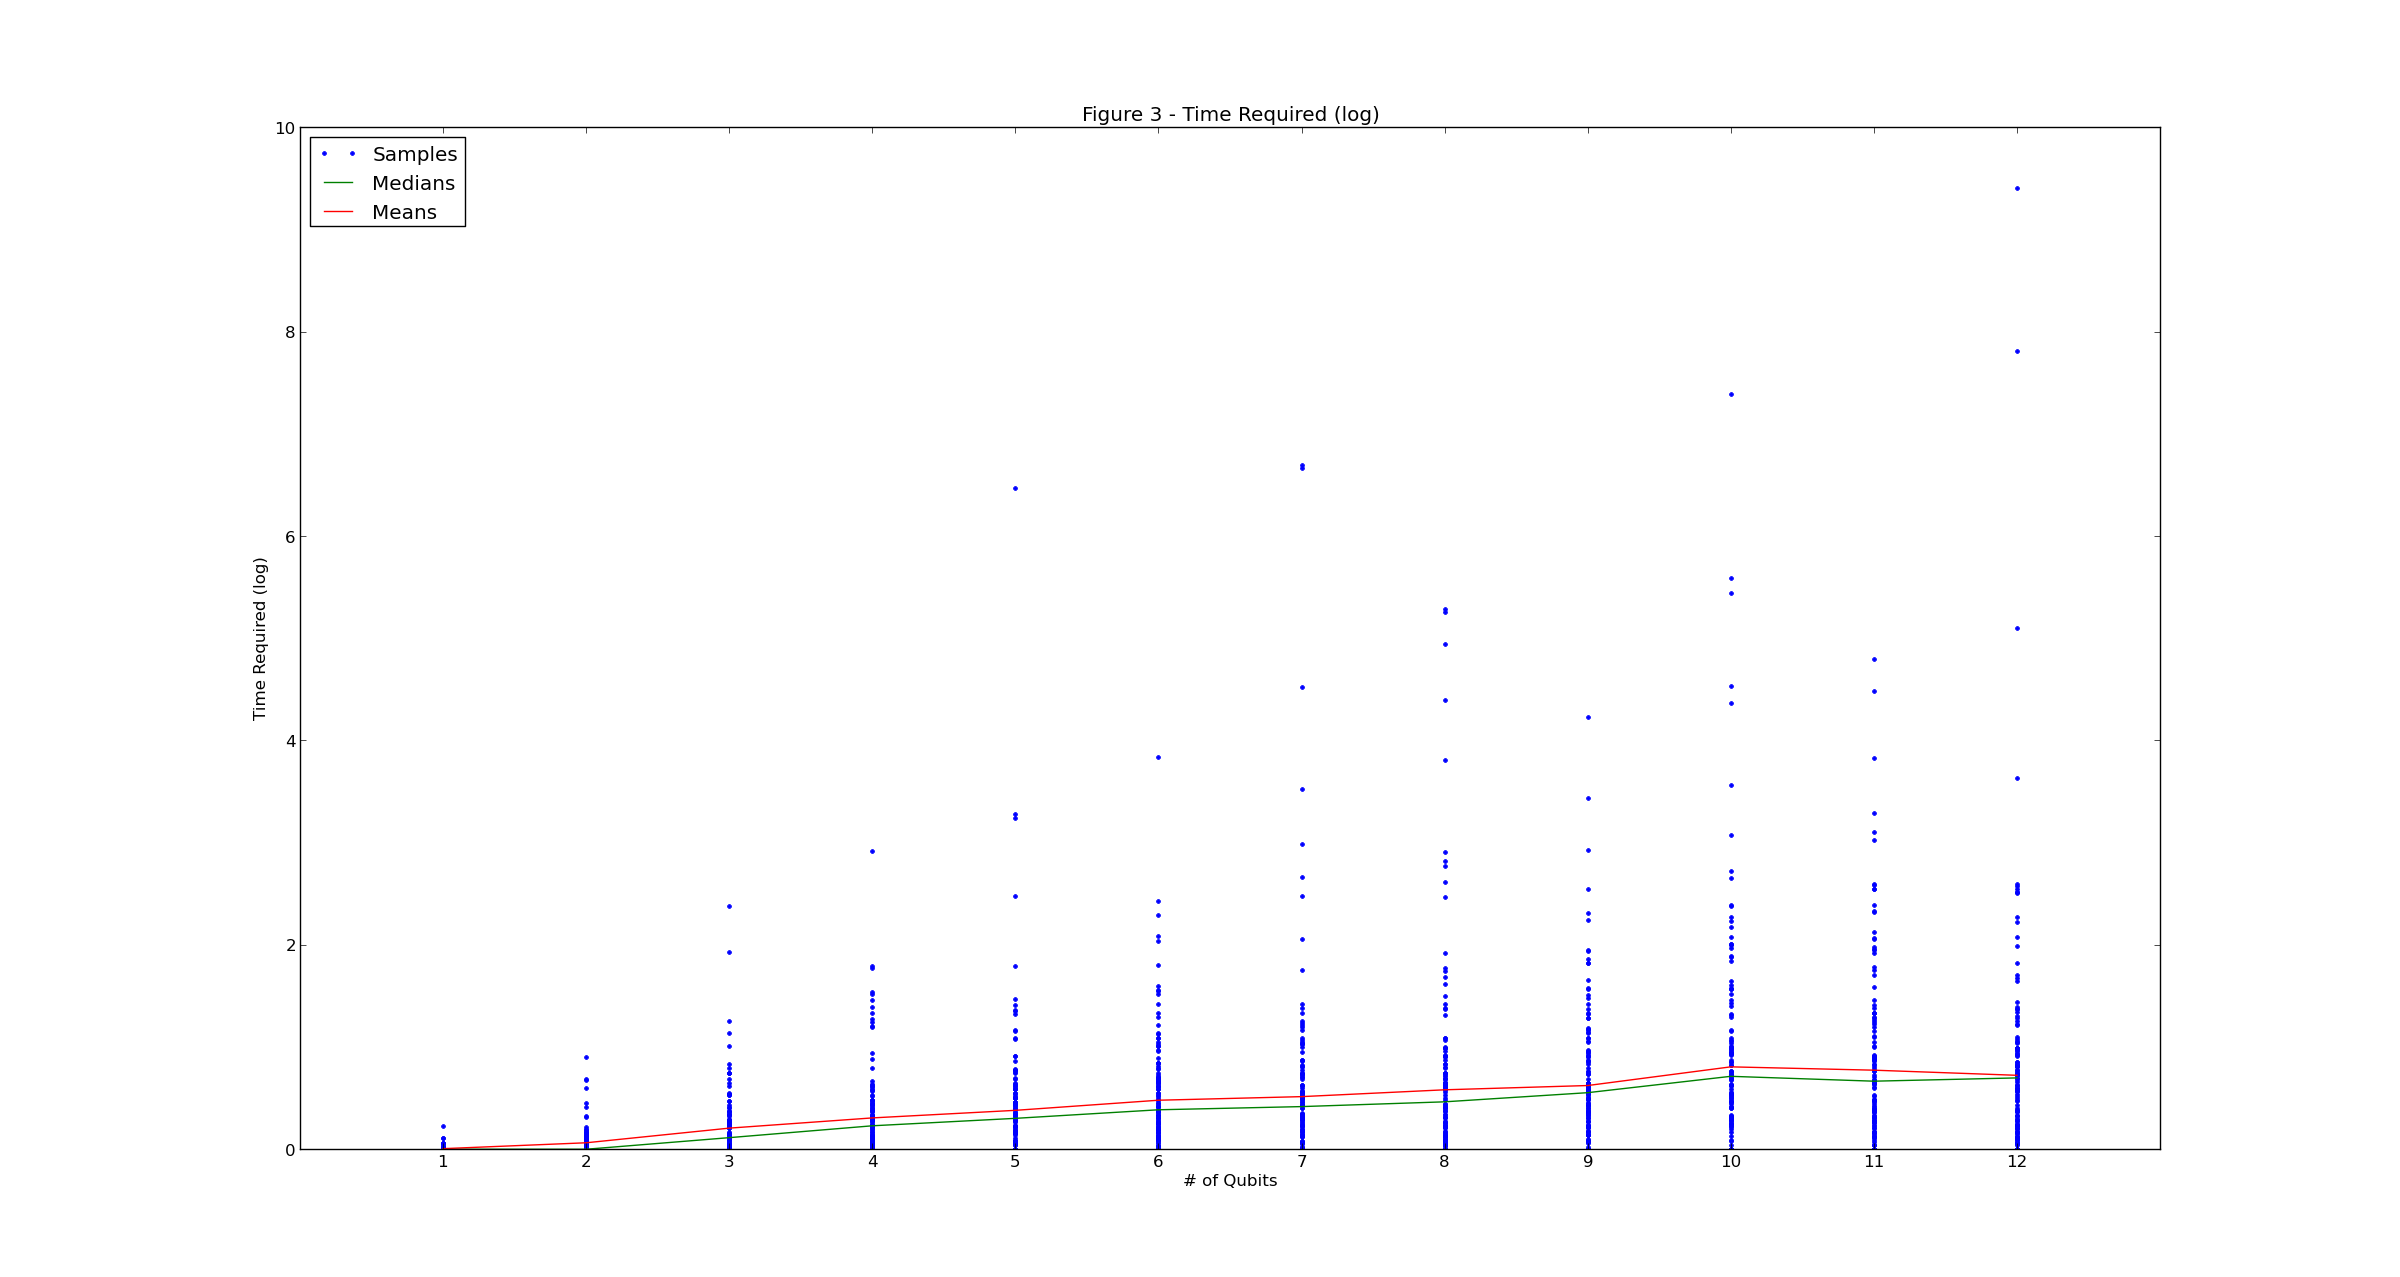 Figure 3 - Time Required (log)
Samples
Medians
Means
10
8
6
4
2
0
Time Required (log)
1 2 3 4 5 6 7 8 9 10 11 12
# of Qubits